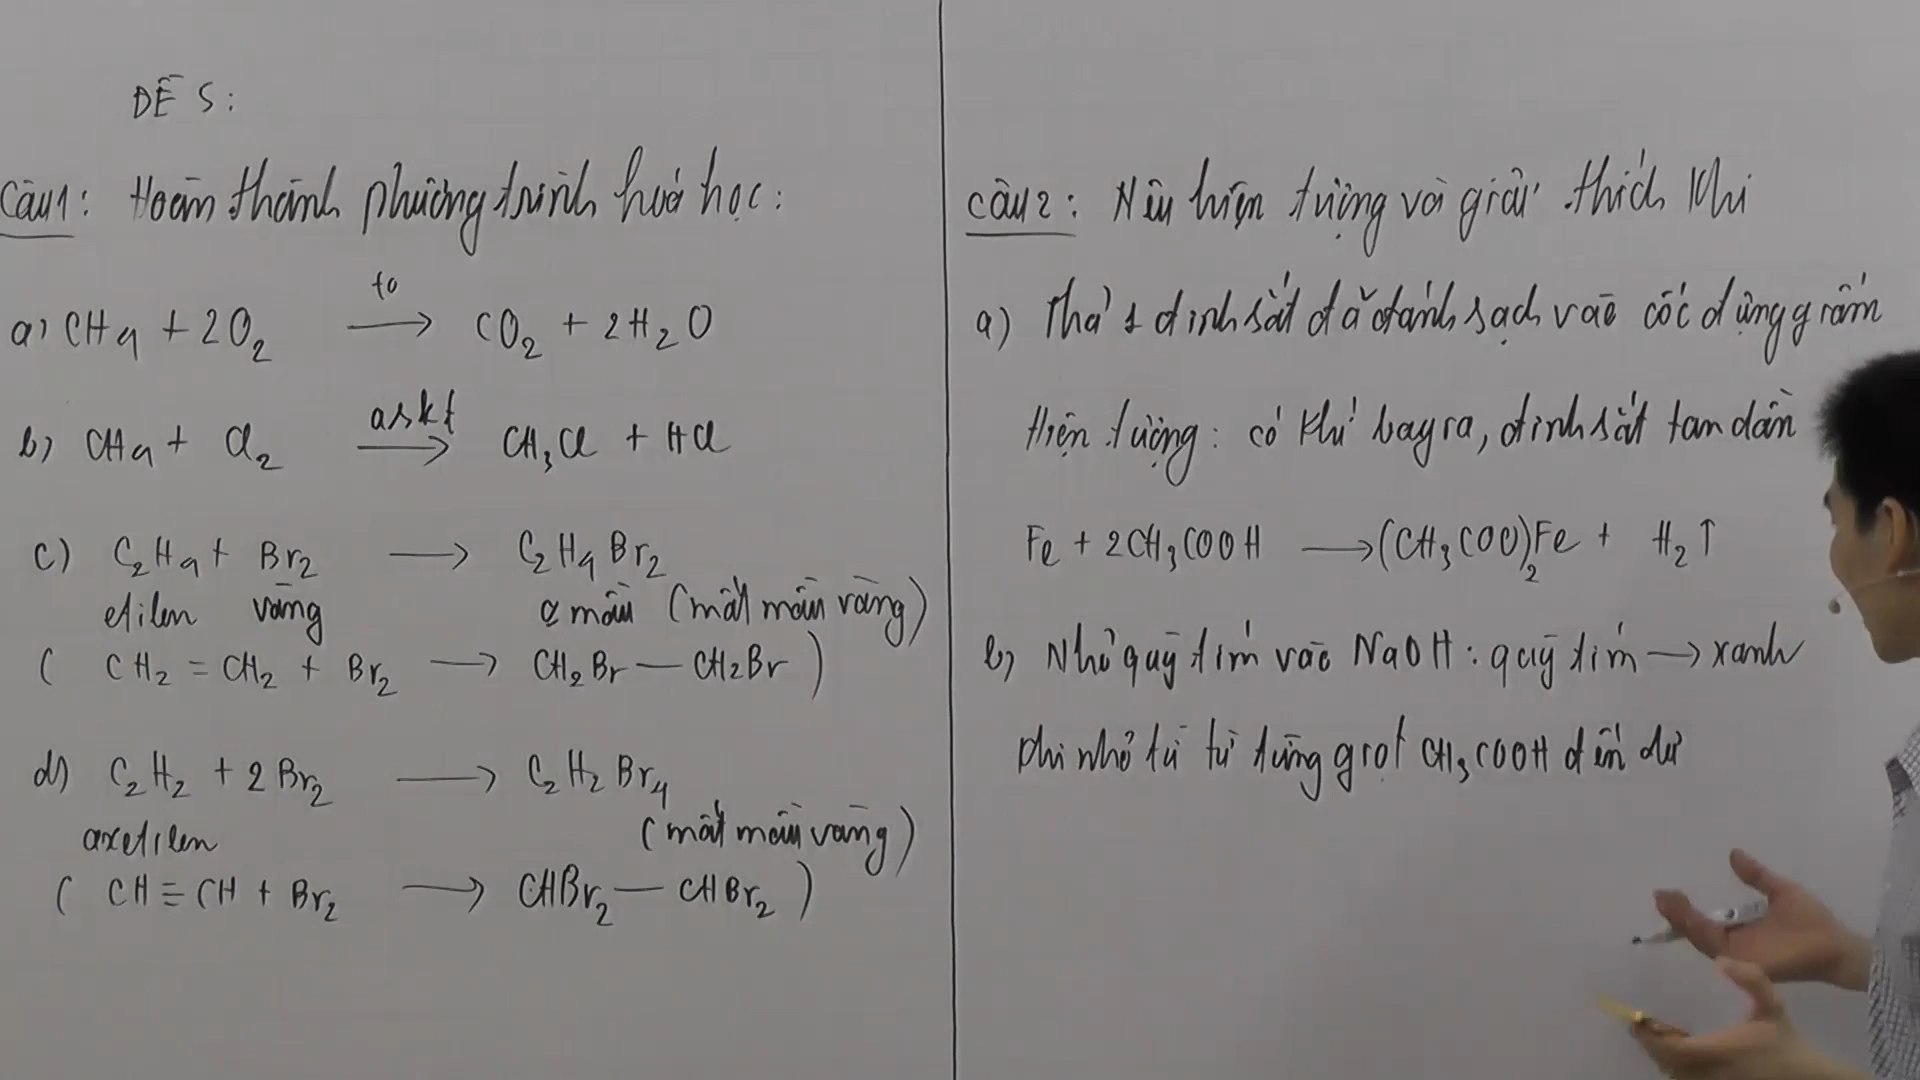 ĐỀ 5:
Câu 1: Hoàn thành phương trình hoá học:
a) CH4 + 2O2 →(to) CO2 + 2H2O
b) CH4 + Cl2 →(askt) CH3Cl + HCl
c) C2H4 + Br2 → C2H4Br2
etilen vàng ko màu (mất màu vàng)
( CH2 = CH2 + Br2 → CH2Br — CH2Br )
d) C2H2 + 2Br2 → C2H2Br4
axetilen (mất màu vàng)
( CH ≡ CH + Br2 → CHBr2 — CHBr2 )
Câu 2: Nêu hiện tượng và giải thích khi
a) Thả 1 đinh sắt đã đánh sạch vào cốc đựng giấm
Hiện tượng: có khí bay ra, đinh sắt tan dần
Fe + 2CH3COOH → (CH3COO)2Fe + H2↑
b) Nhỏ quỳ tím vào NaOH: quỳ tím → xanh
khi nhỏ từ từ từng giọt CH3COOH đến dư